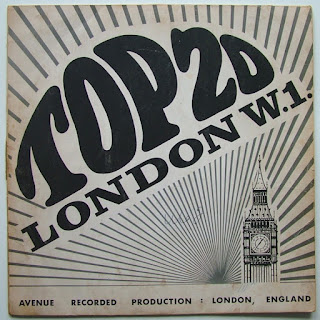 TOP 20
LONDON W.1.
AVENUE RECORDED PRODUCTION : LONDON, ENGLAND